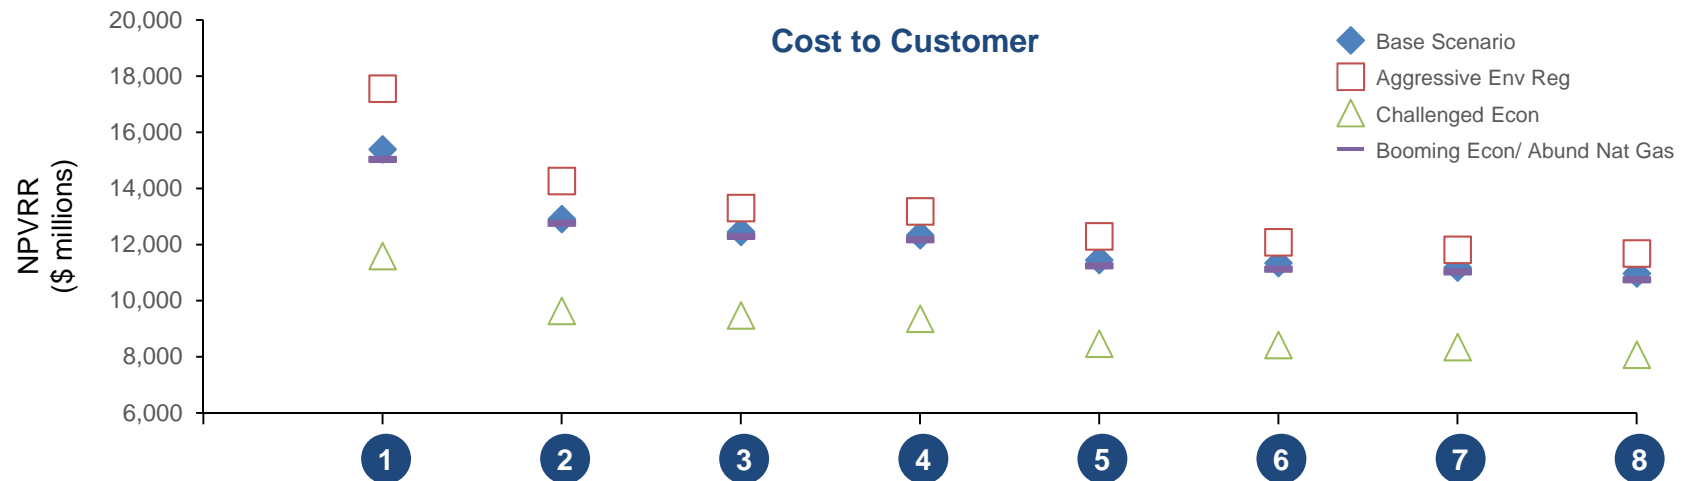 Cost to Customer
NPVRR
($ millions)
20,000
18,000
16,000
14,000
12,000
10,000
8,000
6,000
Base Scenario
Aggressive Env Reg
Challenged Econ
Booming Econ/ Abund Nat Gas
1 2 3 4 5 6 7 8